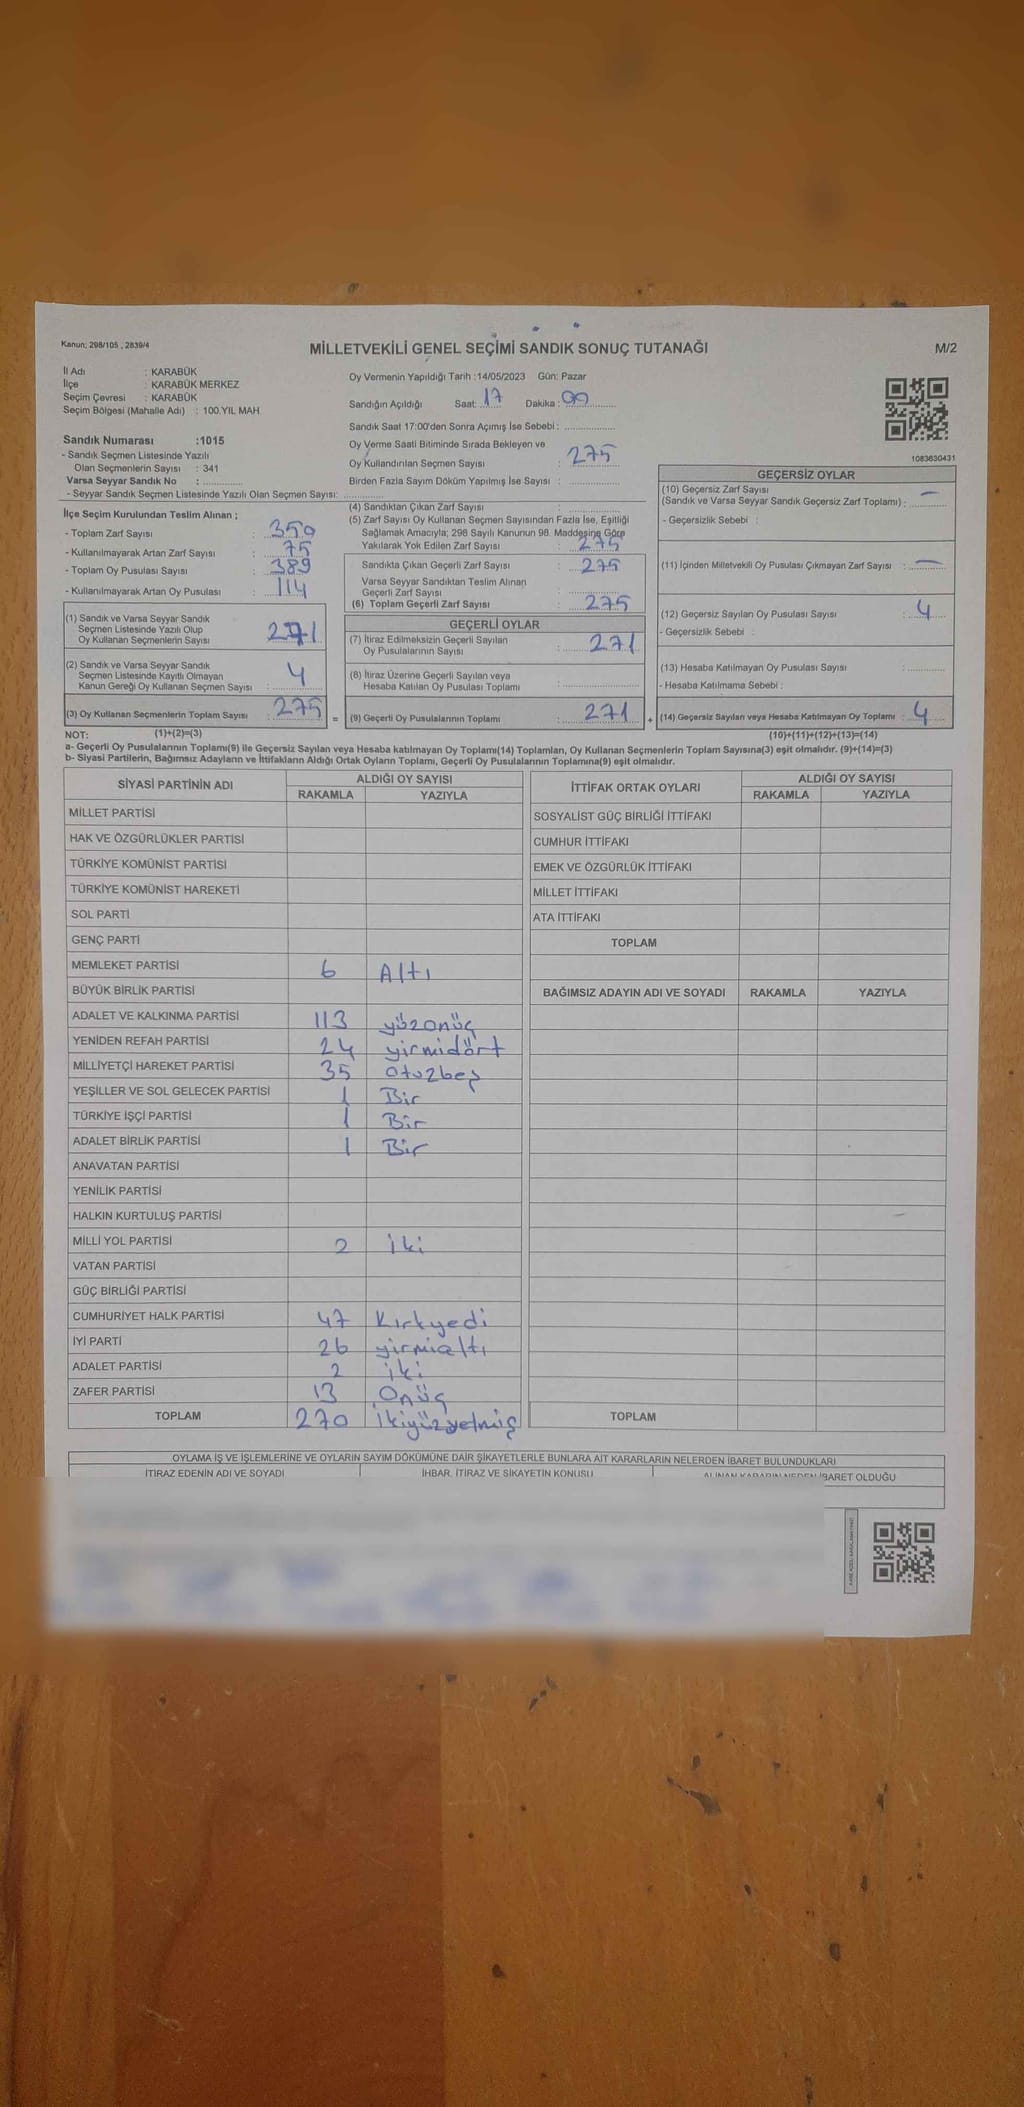 Kanun: 298/105 , 2839/4
MİLLETVEKİLİ GENEL SEÇİMİ SANDIK SONUÇ TUTANAĞI
M/2
İl Adı : KARABÜK
İlçe : KARABÜK MERKEZ
Seçim Çevresi : KARABÜK
Seçim Bölgesi (Mahalle Adı) : 100.YIL MAH.
Sandık Numarası :1015
- Sandık Seçmen Listesinde Yazılı
Olan Seçmenlerin Sayısı : 341
Varsa Seyyar Sandık No :
- Seyyar Sandık Seçmen Listesinde Yazılı Olan Seçmen Sayısı:
İlçe Seçim Kurulundan Teslim Alınan ;
- Toplam Zarf Sayısı : 350
- Kullanılmayarak Artan Zarf Sayısı : 75
- Toplam Oy Pusulası Sayısı : 389
- Kullanılmayarak Artan Oy Pusulası : 114
(1) Sandık ve Varsa Seyyar Sandık
Seçmen Listesinde Yazılı Olup
Oy Kullanan Seçmenlerin Sayısı : 271
(2) Sandık ve Varsa Seyyar Sandık
Seçmen Listesinde Kayıtlı Olmayan
Kanun Gereği Oy Kullanan Seçmen Sayısı : 4
(3) Oy Kullanan Seçmenlerin Toplam Sayısı : 275
Oy Vermenin Yapıldığı Tarih :14/05/2023 Gün: Pazar
Sandığın Açıldığı Saat: 17 Dakika : 00
Sandık Saat 17:00'den Sonra Açımış İse Sebebi :
Oy Verme Saati Bitiminde Sırada Bekleyen ve
Oy Kullandırılan Seçmen Sayısı : 275
Birden Fazla Sayım Döküm Yapılmış İse Sayısı :
(4) Sandıktan Çıkan Zarf Sayısı :
(5) Zarf Sayısı Oy Kullanan Seçmen Sayısından Fazla İse, Eşitliği
Sağlamak Amacıyla; 298 Sayılı Kanunun 98. Maddesine Göre
Yakılarak Yok Edilen Zarf Sayısı : 275
Sandıkta Çıkan Geçerli Zarf Sayısı : 275
Varsa Seyyar Sandıktan Teslim Alınan
Geçerli Zarf Sayısı :
(6) Toplam Geçerli Zarf Sayısı : 275
GEÇERLİ OYLAR
(7) İtiraz Edilmeksizin Geçerli Sayılan
Oy Pusulalarının Sayısı : 271
(8) İtiraz Üzerine Geçerli Sayılan veya
Hesaba Katılan Oy Pusulası Toplamı :
= (9) Geçerli Oy Pusulalarının Toplamı : 271
1083630431
GEÇERSİZ OYLAR
(10) Geçersiz Zarf Sayısı
(Sandık ve Varsa Seyyar Sandık Geçersiz Zarf Toplamı) : —
- Geçersizlik Sebebi :
(11) İçinden Milletvekili Oy Pusulası Çıkmayan Zarf Sayısı : —
(12) Geçersiz Sayılan Oy Pusulası Sayısı : 4
- Geçersizlik Sebebi :
(13) Hesaba Katılmayan Oy Pusulası Sayısı :
- Hesaba Katılmama Sebebi :
+ (14) Geçersiz Sayılan veya Hesaba Katılmayan Oy Toplamı : 4
NOT: (1)+(2)=(3) (10)+(11)+(12)+(13)=(14)
a- Geçerli Oy Pusulalarının Toplamı(9) ile Geçersiz Sayılan veya Hesaba katılmayan Oy Toplamı(14) Toplamları, Oy Kullanan Seçmenlerin Toplam Sayısına(3) eşit olmalıdır. (9)+(14)=(3)
b- Siyasi Partilerin, Bağımsız Adayların ve İttifakların Aldığı Ortak Oyların Toplamı, Geçerli Oy Pusulalarının Toplamına(9) eşit olmalıdır.
SİYASİ PARTİNİN ADI ALDIĞI OY SAYISI
RAKAMLA YAZIYLA
MİLLET PARTİSİ
HAK VE ÖZGÜRLÜKLER PARTİSİ
TÜRKİYE KOMÜNİST PARTİSİ
TÜRKİYE KOMÜNİST HAREKETİ
SOL PARTİ
GENÇ PARTİ
MEMLEKET PARTİSİ 6 Altı
BÜYÜK BİRLİK PARTİSİ
ADALET VE KALKINMA PARTİSİ 113 yüzonüç
YENİDEN REFAH PARTİSİ 24 yirmidört
MİLLİYETÇİ HAREKET PARTİSİ 35 otuzbeş
YEŞİLLER VE SOL GELECEK PARTİSİ 1 Bir
TÜRKİYE İŞÇİ PARTİSİ 1 Bir
ADALET BİRLİK PARTİSİ 1 Bir
ANAVATAN PARTİSİ
YENİLİK PARTİSİ
HALKIN KURTULUŞ PARTİSİ
MİLLİ YOL PARTİSİ 2 iki
VATAN PARTİSİ
GÜÇ BİRLİĞİ PARTİSİ
CUMHURİYET HALK PARTİSİ 47 Kırkyedi
İYİ PARTİ 26 yirmialtı
ADALET PARTİSİ 2 iki
ZAFER PARTİSİ 13 Onüç
TOPLAM 270 İkiyüzyetmiş
İTTİFAK ORTAK OYLARI ALDIĞI OY SAYISI
RAKAMLA YAZIYLA
SOSYALİST GÜÇ BİRLİĞİ İTTİFAKI
CUMHUR İTTİFAKI
EMEK VE ÖZGÜRLÜK İTTİFAKI
MİLLET İTTİFAKI
ATA İTTİFAKI
TOPLAM
BAĞIMSIZ ADAYIN ADI VE SOYADI RAKAMLA YAZIYLA
TOPLAM
OYLAMA İŞ VE İŞLEMLERİNE VE OYLARIN SAYIM DÖKÜMÜNE DAİR ŞİKAYETLERLE BUNLARA AİT KARARLARIN NELERDEN İBARET BULUNDUKLARI
İTİRAZ EDENİN ADI VE SOYADI İHBAR, İTİRAZ VE ŞİKAYETİN KONUSU ALINAN KARARIN NEDEN İBARET OLDUĞU